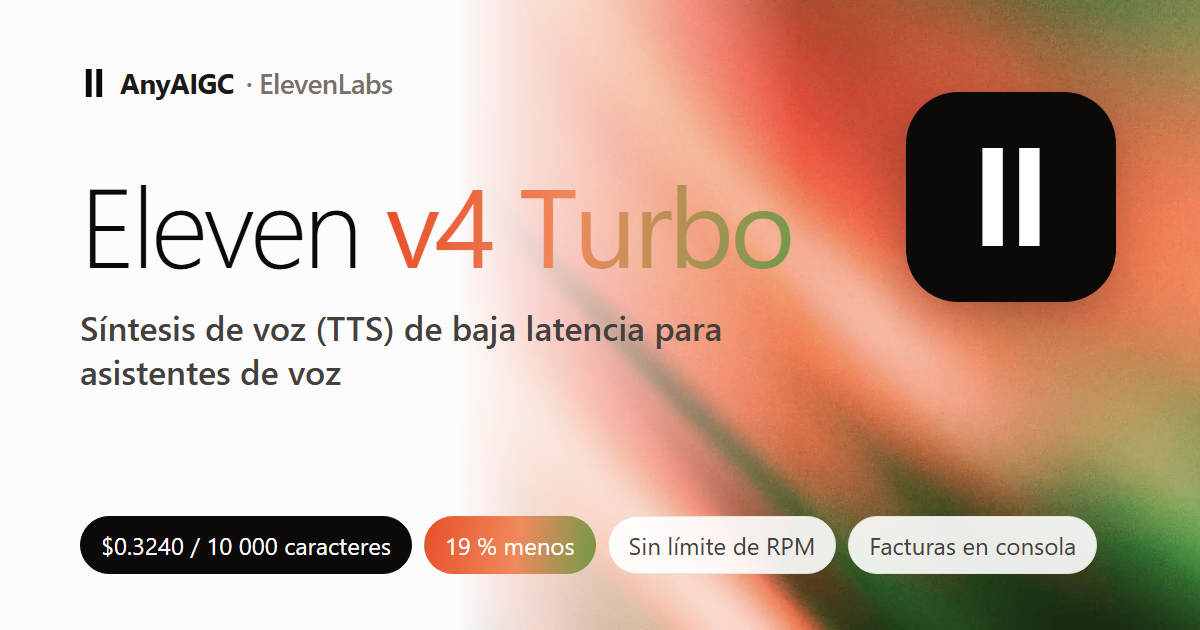 AnyAIGC · ElevenLabs
Eleven v4 Turbo
Síntesis de voz (TTS) de baja latencia para
asistentes de voz
$0.3240 / 10 000 caracteres
19 % menos
Sin límite de RPM
Facturas en consola